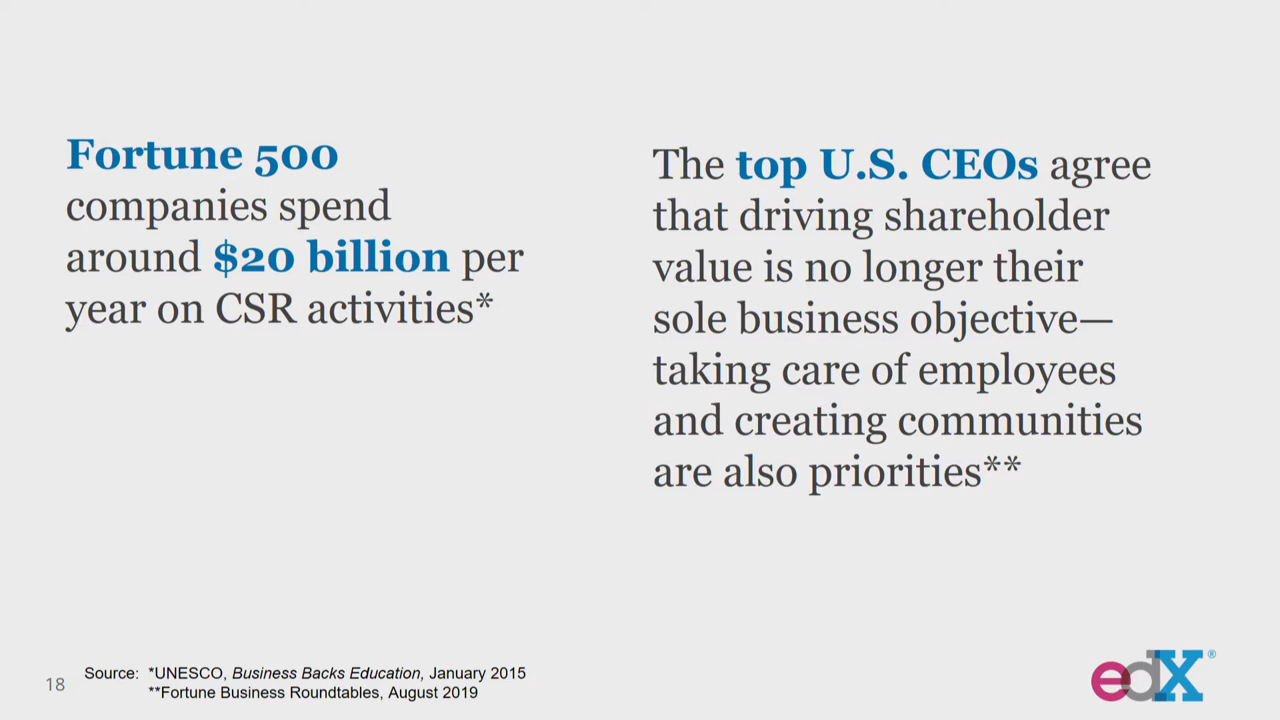 Fortune 500
companies spend
around $20 billion per
year on CSR activities*
The top U.S. CEOs agree
that driving shareholder
value is no longer their
sole business objective—
taking care of employees
and creating communities
are also priorities**
18
Source: *UNESCO, Business Backs Education, January 2015
**Fortune Business Roundtables, August 2019
edX®